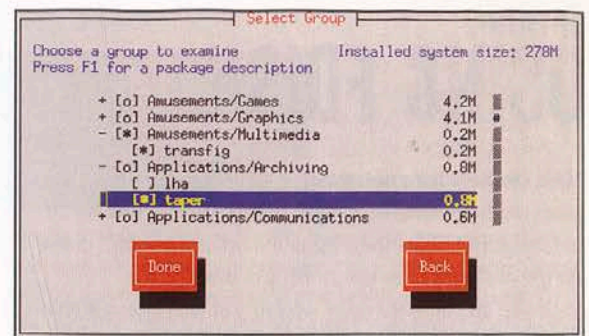 Select Group
Choose a group to examine Installed system size: 278M
Press F1 for a package description
+ [o] Amusements/Games 4.2M
+ [o] Amusements/Graphics 4.1M
- [*] Amusements/Multimedia 0.2M
[*] transfig 0.2M
- [o] Applications/Archiving 0.8M
[ ] lha
[*] taper 0.8M
+ [o] Applications/Communications 0.6M
Done Back